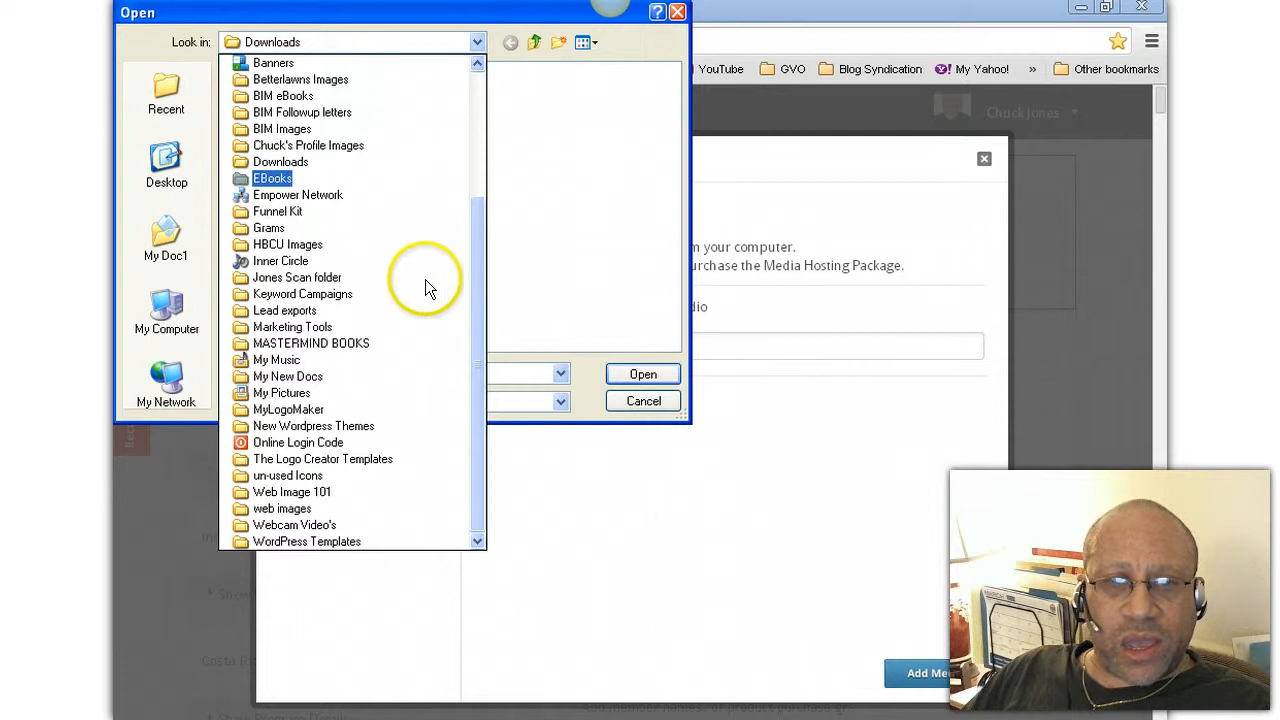 Open
Look in: Downloads
Banners
Betterlawns Images
BIM eBooks
BIM Followup letters
BIM Images
Chuck's Profile Images
Downloads
EBooks
Empower Network
Funnel Kit
Grams
HBCU Images
Inner Circle
Jones Scan folder
Keyword Campaigns
Lead exports
Marketing Tools
MASTERMIND BOOKS
My Music
My New Docs
My Pictures
MyLogoMaker
New Wordpress Themes
Online Login Code
The Logo Creator Templates
un-used Icons
Web Image 101
web images
Webcam Video's
WordPress Templates
Recent
Desktop
My Doc1
My Computer
My Network
Open
Cancel
YouTube GVO Blog Syndication My Yahoo! » Other bookmarks
Chuck Jones
m your computer.
urchase the Media Hosting Package.
dio
Add Me
Costa Ri
MARCH